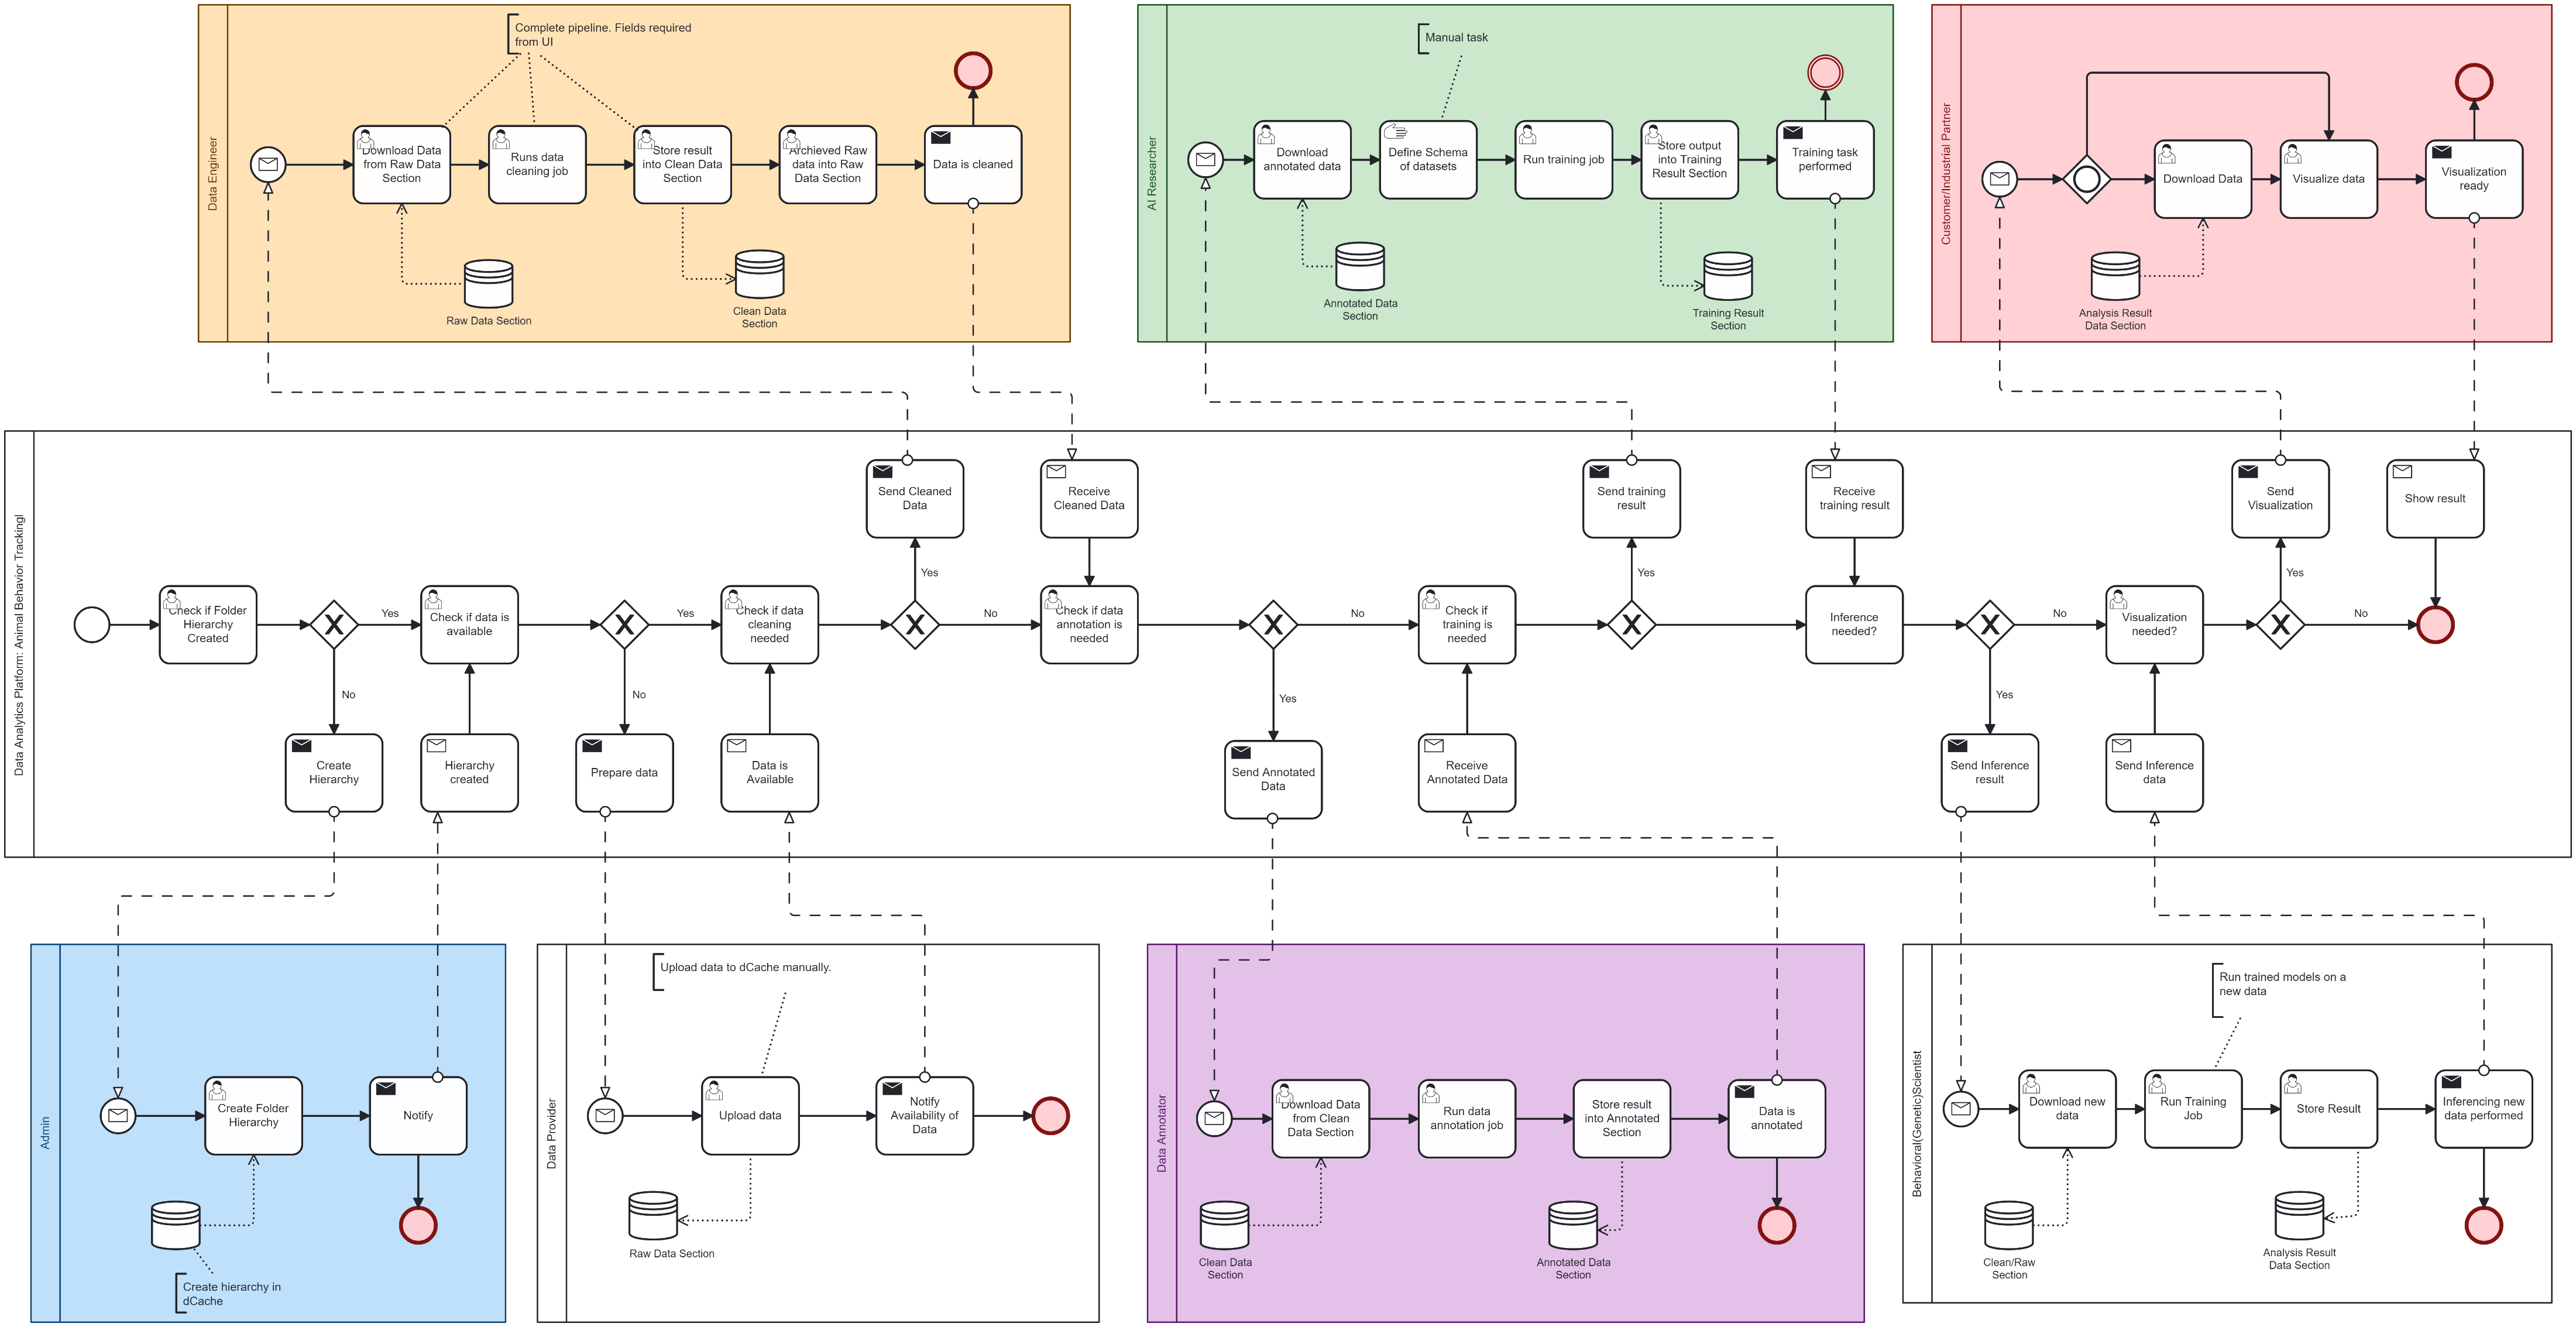 Data Engineer
Complete pipeline. Fields required
from UI
Download Data
from Raw Data
Section
Runs data
cleaning job
Store result
into Clean Data
Section
Archieved Raw
data into Raw
Data Section
Data is cleaned
Raw Data Section
Clean Data
Section
AI Researcher
Manual task
Download
annotated data
Define Schema
of datasets
Run training job
Store output
into Training
Result Section
Training task
performed
Annotated Data
Section
Training Result
Section
Customer/Industrial Partner
Download Data
Visualize data
Visualization
ready
Analysis Result
Data Section
Data Analytics Platform: Animal Behavior Trackingl
Send Cleaned
Data
Receive
Cleaned Data
Send training
result
Receive
training result
Send
Visualization
Show result
Yes
Yes
Yes
Check if Folder
Hierarchy
Created
Yes
Check if data is
available
Yes
Check if data
cleaning
needed
No
Check if data
annotation is
needed
No
Check if
training is
needed
Inference
needed?
No
Visualization
needed?
No
No
No
Yes
Yes
Create
Hierarchy
Hierarchy
created
Prepare data
Data is
Available
Send Annotated
Data
Receive
Annotated Data
Send Inference
result
Send Inference
data
Admin
Create Folder
Hierarchy
Notify
Create hierarchy in
dCache
Data Provider
Upload data to dCache manually.
Upload data
Notify
Availability of
Data
Raw Data Section
Data Annotator
Download Data
from Clean
Data Section
Run data
annotation job
Store result
into Annotated
Section
Data is
annotated
Clean Data
Section
Annotated Data
Section
Behavioral(Genetic)Scientist
Run trained models on a
new data
Download new
data
Run Training
Job
Store Result
Inferencing new
data performed
Clean/Raw
Section
Analysis Result
Data Section